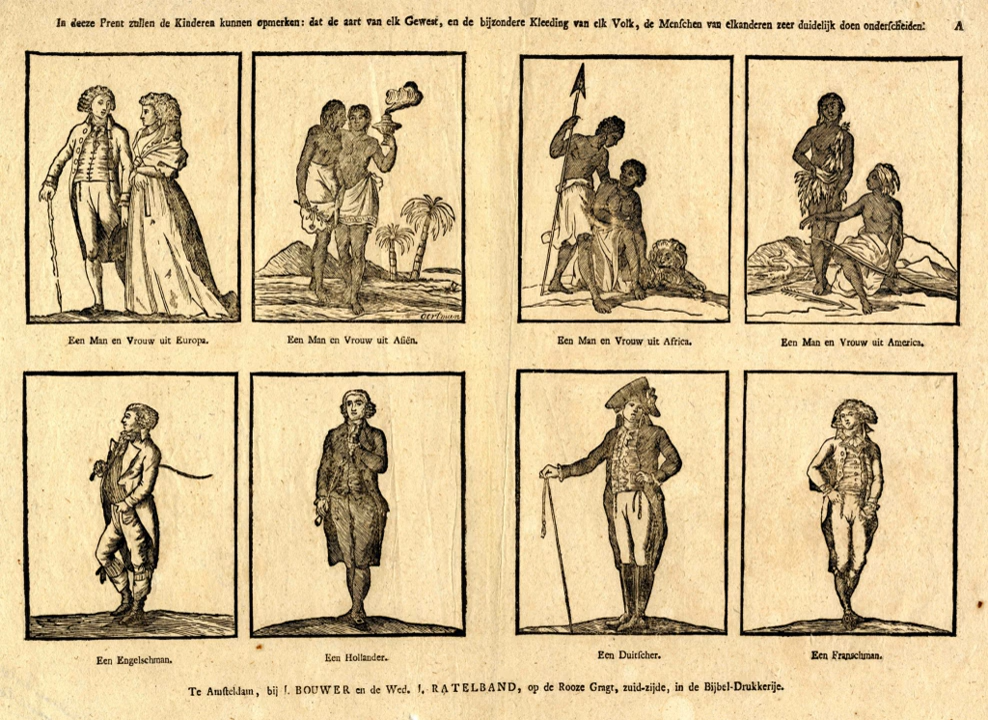 In deeze Prent zullen de Kinderen kunnen opmerken: dat de aart van elk Gewest, en de bijzondere Kleeding van elk Volk, de Menſchen van elkanderen zeer duidelijk doen onderſcheiden! A
Een Man en Vrouw uit Europa. Een Man en Vrouw uit Aſiën. Een Man en Vrouw uit Africa. Een Man en Vrouw uit America.
Oortman
Een Engelschman. Een Hollander. Een Duitſcher. Een Franschman.
Te Amſteldam, bij J. BOUWER en de Wed. J. RATELBAND, op de Rooze Gragt, zuid-zijde, in de Bijbel-Drukkerije.